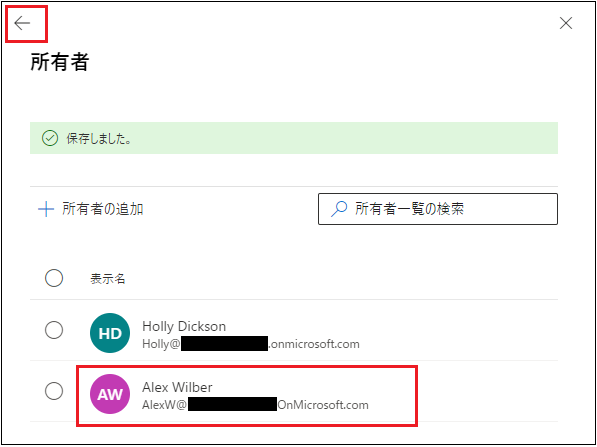 所有者
保存しました。
所有者の追加
所有者一覧の検索
表示名
HD
Holly Dickson
Holly@ .onmicrosoft.com
AW
Alex Wilber
AlexW@ OnMicrosoft.com